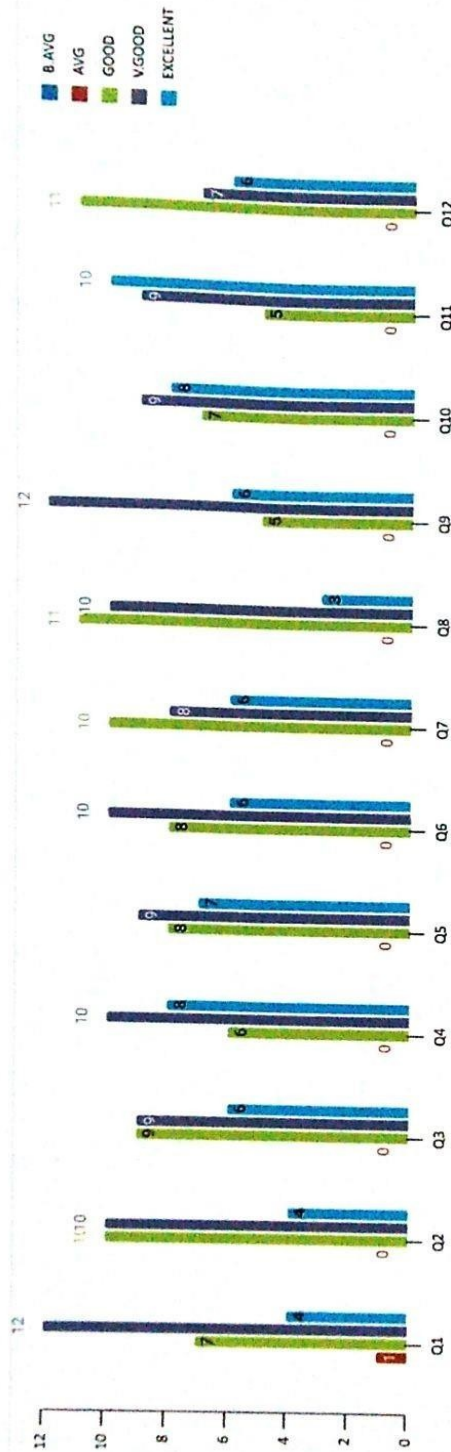 B.AVG
AVG
GOOD
V.GOOD
EXCELLENT
12
10
8
6
4
2
0
1 7 12 4
0 10 10 4
0 9 9 6
0 6 10 8
0 8 9 7
0 8 10 6
0 10 8 6
0 11 10 3
0 5 12 6
0 7 9 8
0 5 9 10
0 11 7 6
Q1 Q2 Q3 Q4 Q5 Q6 Q7 Q8 Q9 Q10 Q11 Q12